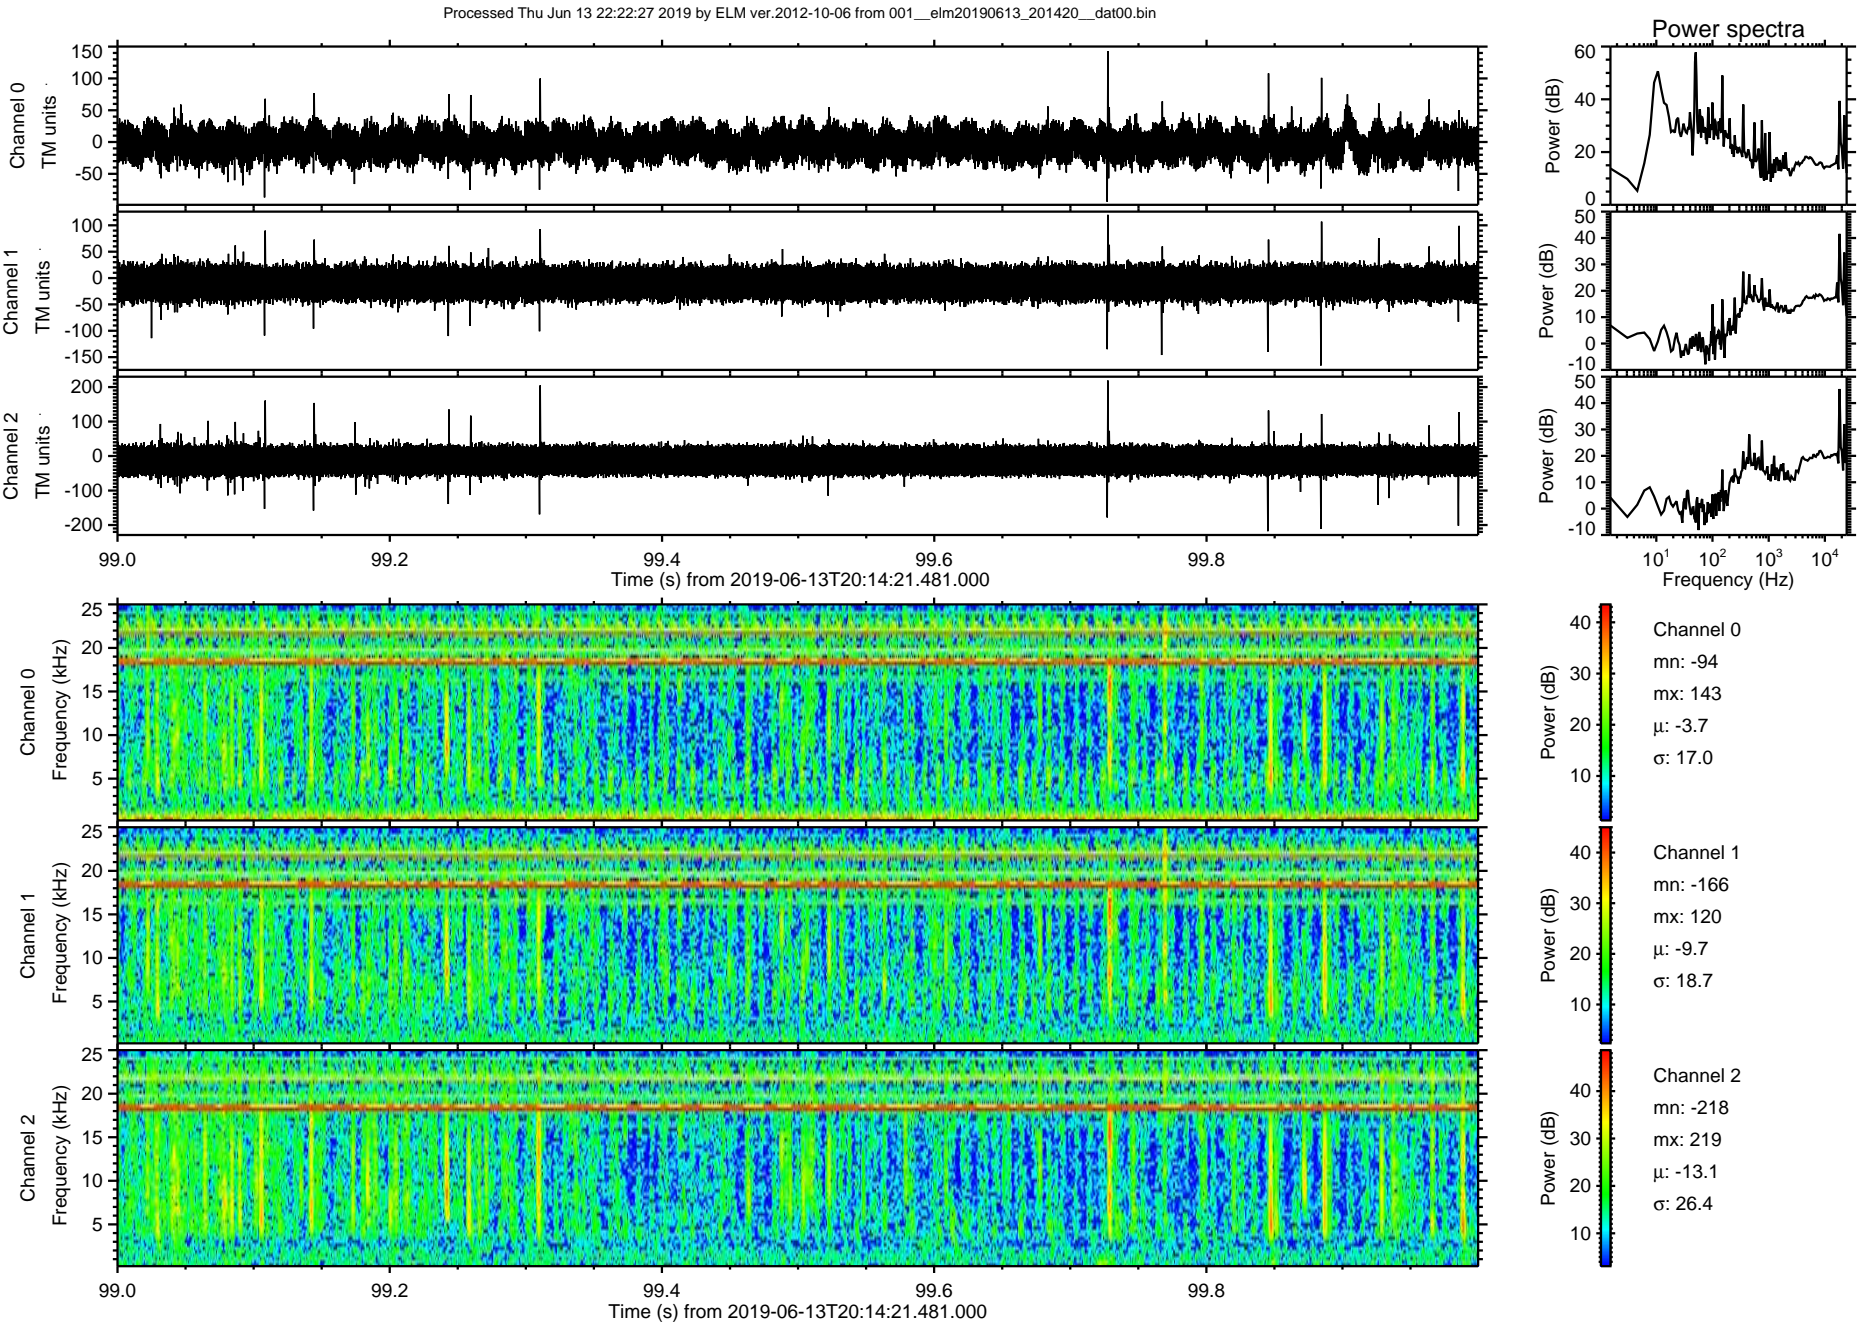 Processed Thu Jun 13 22:22:27 2019 by ELM ver.2012-10-06 from 001__elm20190613_201420__dat00.bin
Power spectra
Channel 0
TM units
150
100
50
0
-50
Power (dB)
60
40
20
0
Channel 1
TM units
100
50
0
-50
-100
-150
Power (dB)
50
40
30
20
10
0
-10
Channel 2
TM units
200
100
0
-100
-200
Power (dB)
50
40
30
20
10
0
-10
99.0 99.2 99.4 99.6 99.8
Time (s) from 2019-06-13T20:14:21.481.000
10¹ 10² 10³ 10⁴
Frequency (Hz)
Channel 0
Frequency (kHz)
25
20
15
10
5
Power (dB)
40
30
20
10
Channel 0
mn: -94
mx: 143
μ: -3.7
σ: 17.0
Channel 1
Frequency (kHz)
25
20
15
10
5
Power (dB)
40
30
20
10
Channel 1
mn: -166
mx: 120
μ: -9.7
σ: 18.7
Channel 2
Frequency (kHz)
25
20
15
10
5
Power (dB)
40
30
20
10
Channel 2
mn: -218
mx: 219
μ: -13.1
σ: 26.4
99.0 99.2 99.4 99.6 99.8
Time (s) from 2019-06-13T20:14:21.481.000